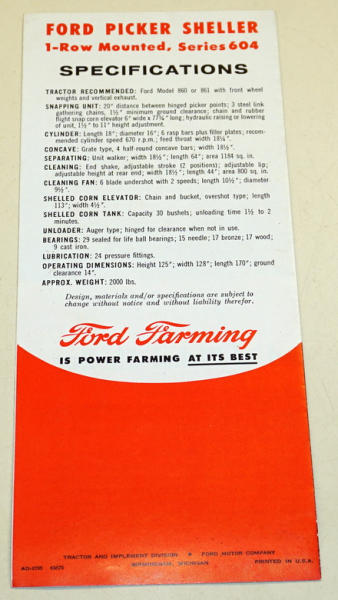 FORD PICKER SHELLER
1-Row Mounted, Series 604
SPECIFICATIONS
TRACTOR RECOMMENDED: Ford Model 860 or 861 with front wheel
weights and vertical exhaust.
SNAPPING UNIT: 20" distance between hinged picker points; 3 steel link
gathering chains, 1½" minimum ground clearance; chain and rubber
flight snap corn elevator 6" wide x 77⅝" long; hydraulic raising or lowering
of unit, 1½" to 11" height adjustment.
CYLINDER: Length 18"; diameter 16"; 6 rasp bars plus filler plates; recom-
mended cylinder speed 670 r.p.m.; feed throat width 18½".
CONCAVE: Grate type, 4 half-round concave bars; width 18½".
SEPARATING: Unit walker; width 18½"; length 64"; area 1184 sq. in.
CLEANING: End shake, adjustable stroke (2 positions); adjustable lip;
adjustable height at rear end; width 18½"; length 44"; area 800 sq. in.
CLEANING FAN: 6 blade undershot with 2 speeds; length 10½"; diameter
9½".
SHELLED CORN ELEVATOR: Chain and bucket, overshot type; length
113"; width 4½".
SHELLED CORN TANK: Capacity 30 bushels; unloading time 1½ to 2
minutes.
UNLOADER: Auger type; hinged for clearance when not in use.
BEARINGS: 29 sealed for life ball bearings; 15 needle; 17 bronze; 17 wood;
9 cast iron.
LUBRICATION: 24 pressure fittings.
OPERATING DIMENSIONS: Height 125"; width 128"; length 170"; ground
clearance 14".
APPROX. WEIGHT: 2000 lbs.
Design, materials and/or specifications are subject to
change without notice and without liability therefor.
Ford Farming
IS POWER FARMING AT ITS BEST
TRACTOR AND IMPLEMENT DIVISION • FORD MOTOR COMPANY
BIRMINGHAM, MICHIGAN
PRINTED IN U.S.A.